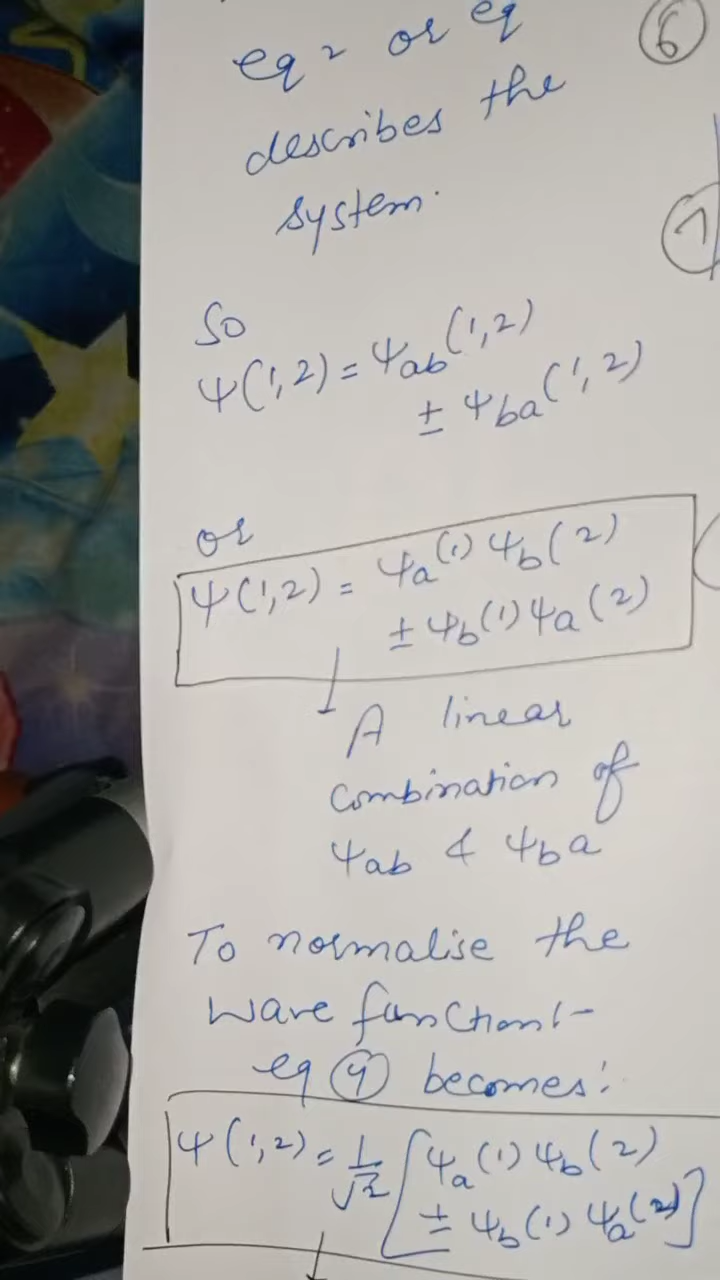 eq 2 or eq
describes the
system.
⑥
⑦
So
Ψ(1,2) = Ψab(1,2)
± Ψba(1,2)
or
Ψ(1,2) = Ψa(1) Ψb(2)
± Ψb(1) Ψa(2)
A linear
combination of
Ψab & Ψba
To normalise the
wave function :-
eq ④ becomes :
Ψ(1,2) = 1/√2 [Ψa(1) Ψb(2)
± Ψb(1) Ψa(2)]